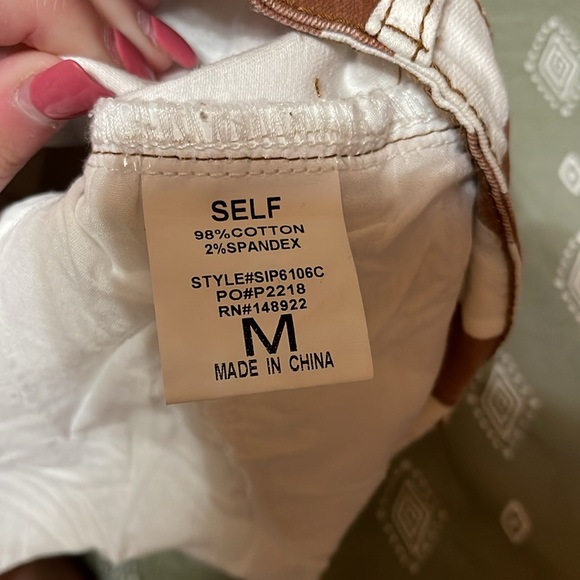 SELF
98%COTTON
2%SPANDEX
STYLE#SIP6106C
PO#P2218
RN#148922
M
MADE IN CHINA